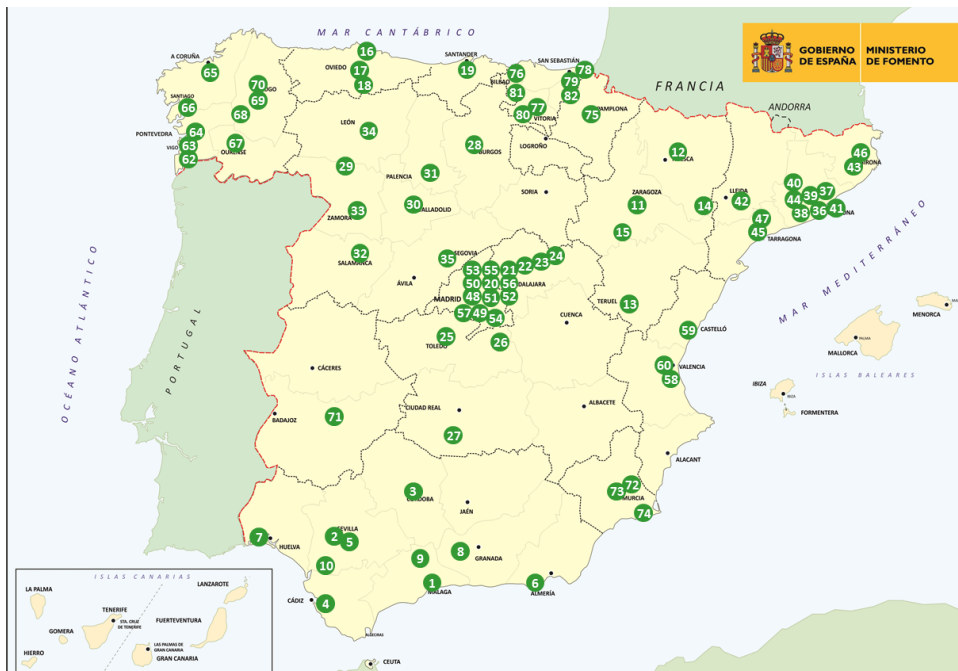 MAR CANTÁBRICO
GOBIERNO
DE ESPAÑA
MINISTERIO
DE FOMENTO
A CORUÑA
65
OVIEDO
16
17
18
SANTANDER
19
BILBAO
76
81
SAN SEBASTIÁN
78
79
82
FRANCIA
ANDORRA
SANTIAGO
66
70
69
68
LEÓN
34
80
77
VITORIA
PAMPLONA
75
PONTEVEDRA
64
VIGO
63
62
67
OURENSE
28
BURGOS
LOGROÑO
12
46
43
GIRONA
29
PALENCIA
31
SORIA
ZARAGOZA
11
14
LLEIDA
42
40
44
39
37
38
36
41
47
45
TARRAGONA
ZAMORA
33
30
VALLADOLID
15
32
SALAMANCA
35
SEGOVIA
ÁVILA
53
55
21
22
23
24
50
20
56
MADRID
48
51
52
57
49
54
TERUEL
13
CUENCA
25
TOLEDO
26
59
CASTELLÓ
MENORCA
MALLORCA
PALMA
ISLAS BALEARES
MAR MEDITERRÁNEO
OCÉANO ATLÁNTICO
PORTUGAL
CÁCERES
60
VALENCIA
58
IBIZA
IBIZA
FORMENTERA
BADAJOZ
71
CIUDAD REAL
ALBACETE
27
ALACANT
3
CÓRDOBA
JAÉN
73
72
MURCIA
74
7
HUELVA
2
SEVILLA
5
10
9
8
GRANADA
1
MÁLAGA
6
ALMERÍA
CÁDIZ
4
ALGECIRAS
CEUTA
ISLAS CANARIAS
LA PALMA
LANZAROTE
TENERIFE
STA. CRUZ
DE TENERIFE
FUERTEVENTURA
GOMERA
HIERRO
LAS PALMAS DE
GRAN CANARIA
GRAN CANARIA